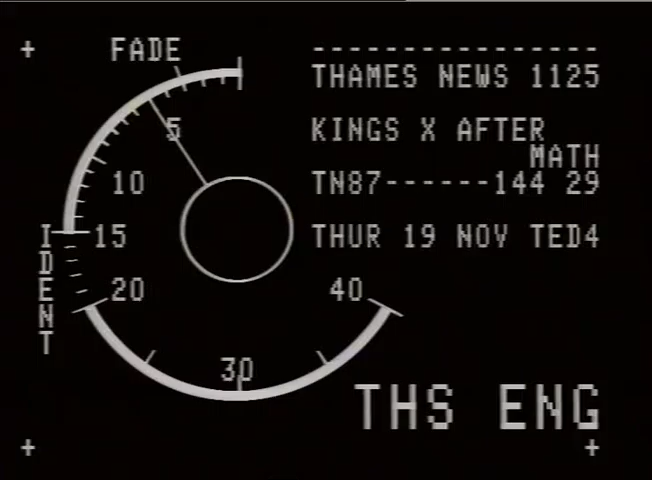 FADE
5
10
15
20
30
40
IDENT
-----------------
THAMES NEWS 1125
KINGS X AFTER
MATH
TN87------144 29
THUR 19 NOV TED4
THS ENG